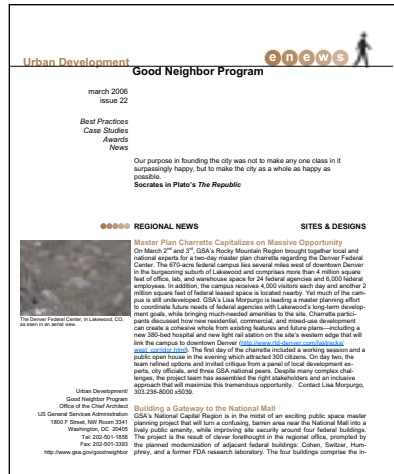 Urban Development
enews
Good Neighbor Program
march 2006
issue 22
Best Practices
Case Studies
Awards
News
Our purpose in founding the city was not to make any one class in it
surpassingly happy, but to make the city as a whole as happy as
possible.
Socrates in Plato's The Republic
REGIONAL NEWS
SITES & DESIGNS
The Denver Federal Center, in Lakewood, CO,
as seen in an aerial view.
Master Plan Charrette Capitalizes on Massive Opportunity
On March 2nd and 3rd, GSA's Rocky Mountain Region brought together local and
national experts for a two-day master plan charrette regarding the Denver Federal
Center. The 670-acre federal campus lies several miles west of downtown Denver
in the burgeoning suburb of Lakewood and comprises more than 4 million square
feet of office, lab, and warehouse space for 24 federal agencies and 6,000 federal
employees. In addition, the campus receives 4,000 visitors each day and another 2
million square feet of federal leased space is located nearby. Yet much of the cam-
pus is still undeveloped. GSA's Lisa Morpurgo is leading a master planning effort
to coordinate future needs of federal agencies with Lakewood's long-term develop-
ment goals, while bringing much-needed amenities to the site. Charrette partici-
pants discussed how new residential, commercial, and mixed-use development
can create a cohesive whole from existing features and future plans—including a
new 380-bed hospital and new light rail station on the site's western edge that will
link the campus to downtown Denver (http://www.rtd-denver.com/fastracks/
west_corridor.html). The first day of the charrette included a working session and a
public open house in the evening which attracted 300 citizens. On day two, the
team refined options and invited critique from a panel of local development ex-
perts, city officials, and three GSA national peers. Despite many complex chal-
lenges, the project team has assembled the right stakeholders and an inclusive
approach that will maximize this tremendous opportunity. Contact Lisa Morpurgo,
303.236-8000 x5039.
Urban Development/
Good Neighbor Program
Office of the Chief Architect
US General Services Administration
1800 F Street, NW Room 3341
Washington, DC 20405
Tel: 202-501-1856
Fax: 202-501-3393
http://www.gsa.gov/goodneighbor
Building a Gateway to the National Mall
GSA's National Capital Region is in the midst of an exciting public space master
planning project that will turn a confusing, barren area near the National Mall into a
lively public amenity, while improving site security around four federal buildings.
The project is the result of clever forethought in the regional office, prompted by
the planned modernization of adjacent federal buildings: Cohen, Switzer, Hum-
phrey, and a former FDA research laboratory. The four buildings comprise the in-